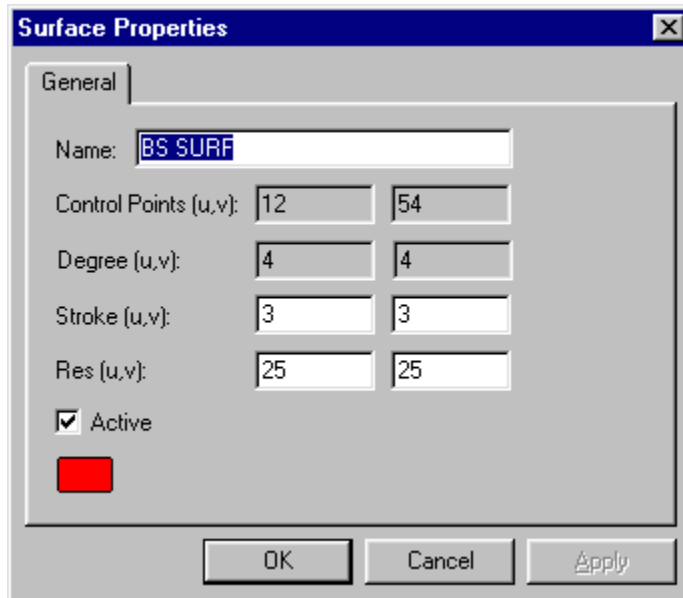 Surface Properties
General
Name: BS SURF
Control Points (u,v): 12 54
Degree (u,v): 4 4
Stroke (u,v): 3 3
Res (u,v): 25 25
Active
OK Cancel Apply